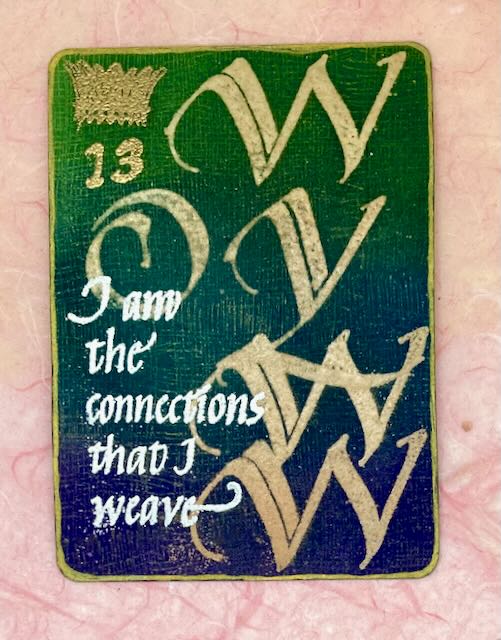 W
13
Y
I am
the
connections
that I
weave
W
W